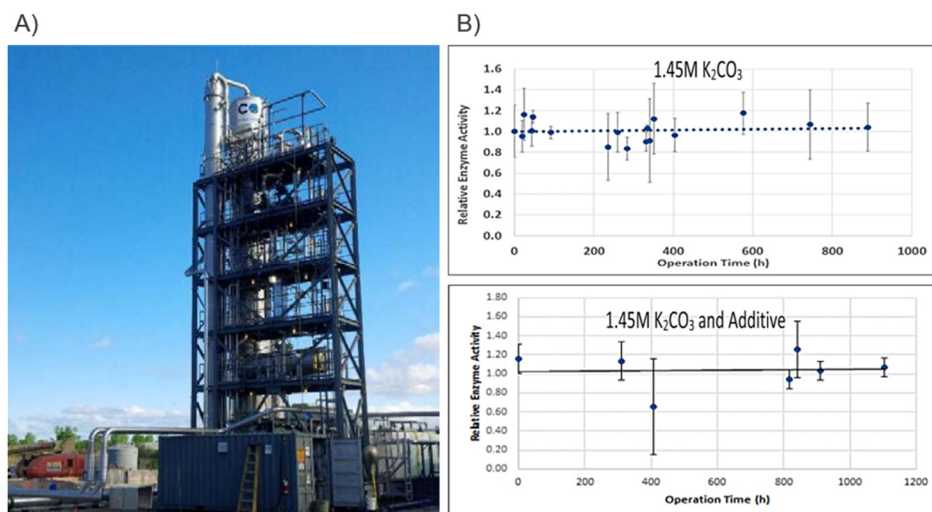 A)
B)
CO
1.45M K₂CO₃
Relative Enzyme Activity
1.6
1.4
1.2
1.0
0.8
0.6
0.4
0.2
0.0
0 200 400 600 800 1000
Operation Time (h)
1.45M K₂CO₃ and Additive
Relative Enzyme Activity
1.80
1.60
1.40
1.20
1.00
0.80
0.60
0.40
0.20
0.00
0 200 400 600 800 1000 1200
Operation Time (h)